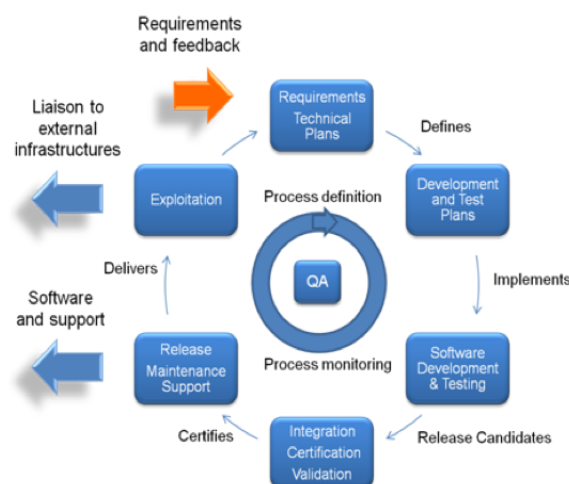 Requirements
and feedback
Liaison to
external
infrastructures
Requirements
Technical
Plans
Defines
Exploitation
Process definition
Development
and Test
Plans
Delivers
QA
Implements
Software
and support
Release
Maintenance
Support
Process monitoring
Software
Development
& Testing
Certifies
Integration
Certification
Validation
Release Candidates